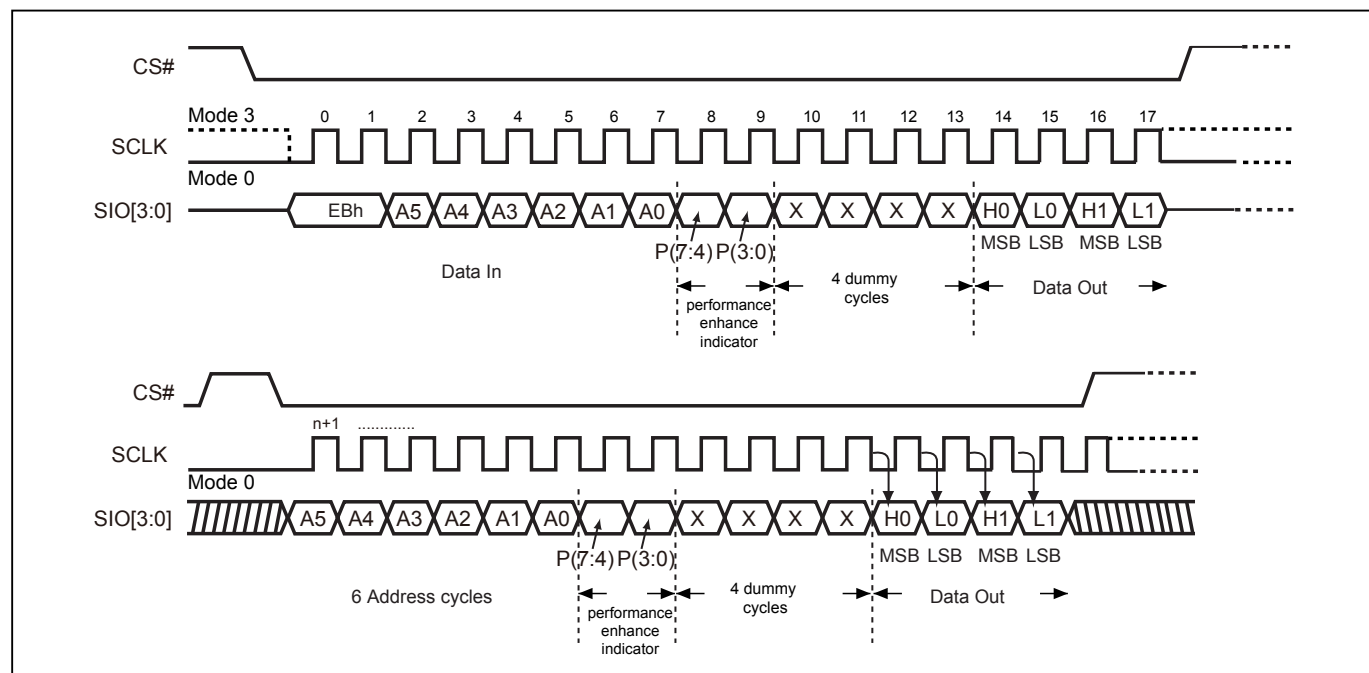 CS#
Mode 3
0 1 2 3 4 5 6 7 8 9 10 11 12 13 14 15 16 17
SCLK
Mode 0
SIO[3:0]
EBh A5 A4 A3 A2 A1 A0 X X X X H0 L0 H1 L1
MSB LSB MSB LSB
P(7:4) P(3:0)
Data In
4 dummy
cycles
Data Out
performance
enhance
indicator
CS#
n+1 .............
SCLK
Mode 0
SIO[3:0]
A5 A4 A3 A2 A1 A0 X X X X H0 L0 H1 L1
MSB LSB MSB LSB
P(7:4) P(3:0)
6 Address cycles
4 dummy
cycles
Data Out
performance
enhance
indicator